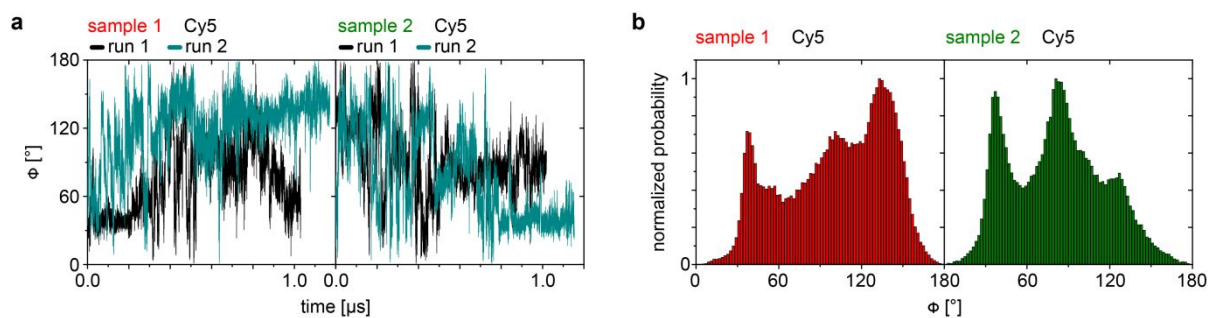 a
sample 1 Cy5 sample 2 Cy5
run 1 run 2 run 1 run 2
180
120
60
0
Φ [°]
0.0 1.0 0.0 1.0
time [µs]
b
sample 1 Cy5 sample 2 Cy5
1
0
normalized probability
0 60 120 180 60 120 180
Φ [°]